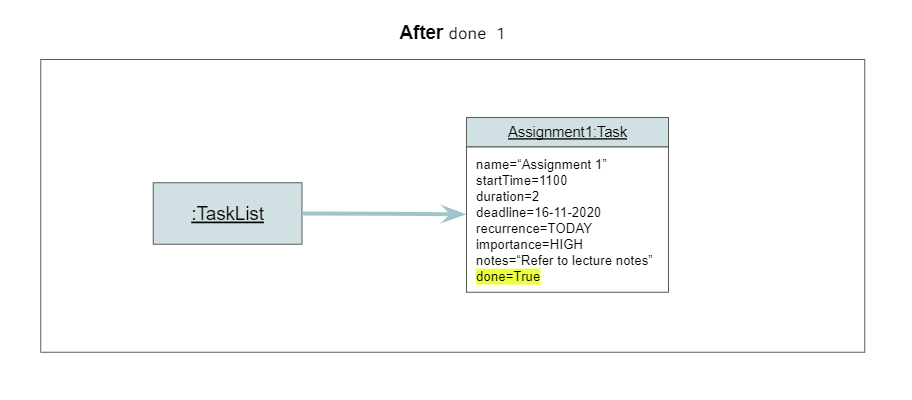 After done 1
:TaskList
Assignment1:Task
name=“Assignment 1”
startTime=1100
duration=2
deadline=16-11-2020
recurrence=TODAY
importance=HIGH
notes=“Refer to lecture notes”
done=True